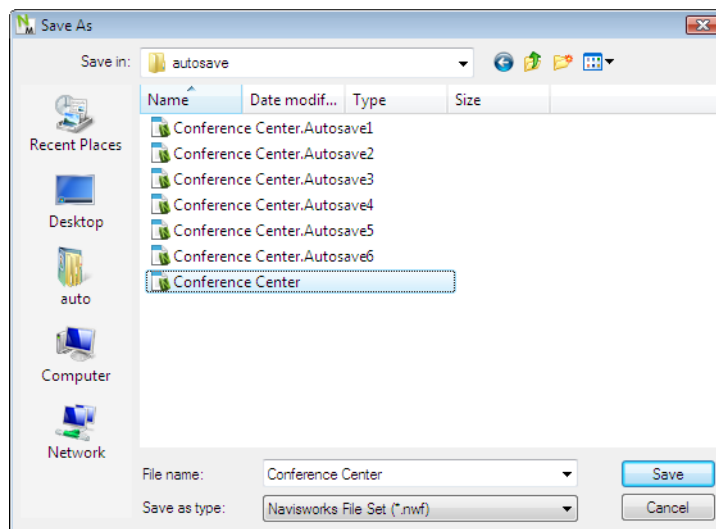 Save As
Save in: autosave
Name Date modif... Type Size
Conference Center.Autosave1
Conference Center.Autosave2
Conference Center.Autosave3
Conference Center.Autosave4
Conference Center.Autosave5
Conference Center.Autosave6
Conference Center
Recent Places
Desktop
auto
Computer
Network
File name: Conference Center Save
Save as type: Navisworks File Set (*.nwf) Cancel